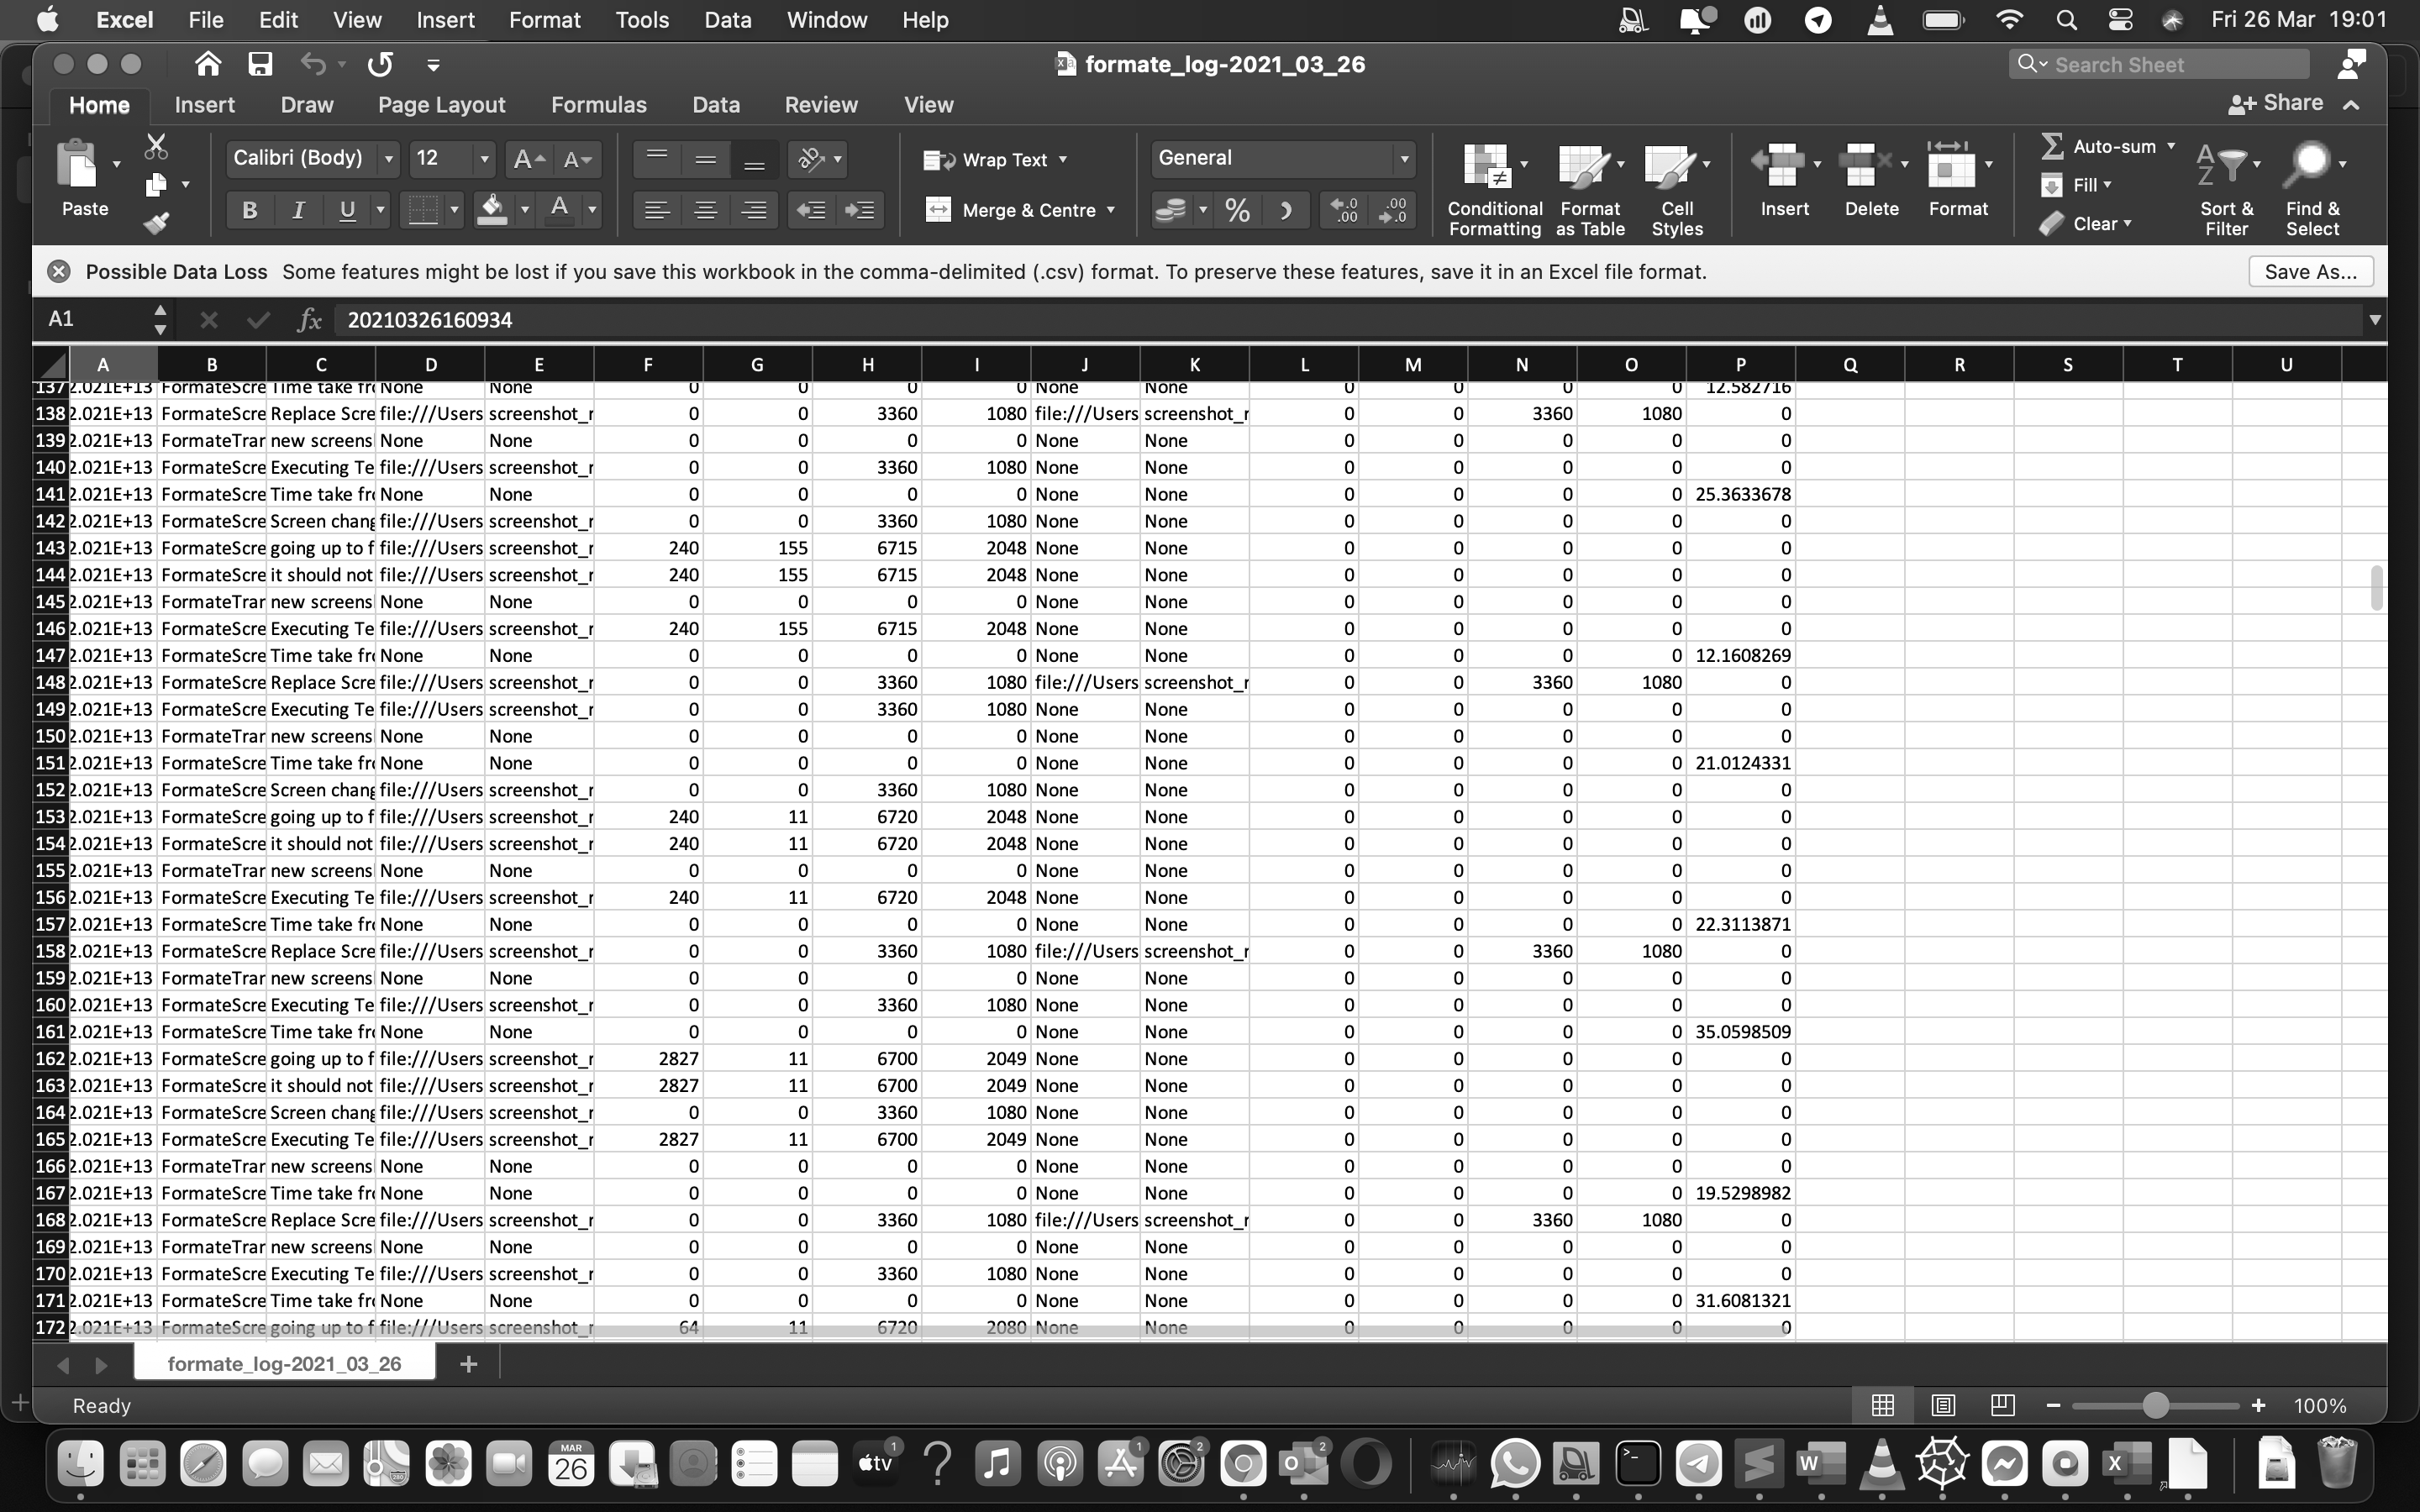 Excel File Edit View Insert Format Tools Data Window Help Fri 26 Mar 19:01
formate_log-2021_03_26 Search Sheet
Home Insert Draw Page Layout Formulas Data Review View Share
Paste Calibri (Body) 12 Wrap Text General Auto-sum
Merge & Centre Conditional Formatting Format as Table Cell Styles Insert Delete Format Fill Clear Sort & Filter Find & Select
Possible Data Loss Some features might be lost if you save this workbook in the comma-delimited (.csv) format. To preserve these features, save it in an Excel file format. Save As...
A1 fx 20210326160934
A B C D E F G H I J K L M N O P Q R S T U
137 2.021E+13 FormateScre Time take fr None None 0 0 0 0 None None 0 0 0 0 12.582716
138 2.021E+13 FormateScre Replace Scre file:///Users screenshot_r 0 0 3360 1080 file:///Users screenshot_r 0 0 3360 1080 0
139 2.021E+13 FormateTrar new screens None None 0 0 0 0 None None 0 0 0 0 0
140 2.021E+13 FormateScre Executing Te file:///Users screenshot_r 0 0 3360 1080 None None 0 0 0 0 0
141 2.021E+13 FormateScre Time take fr None None 0 0 0 0 None None 0 0 0 0 25.3633678
142 2.021E+13 FormateScre Screen chang file:///Users screenshot_r 0 0 3360 1080 None None 0 0 0 0 0
143 2.021E+13 FormateScre going up to f file:///Users screenshot_r 240 155 6715 2048 None None 0 0 0 0 0
144 2.021E+13 FormateScre it should not file:///Users screenshot_r 240 155 6715 2048 None None 0 0 0 0 0
145 2.021E+13 FormateTrar new screens None None 0 0 0 0 None None 0 0 0 0 0
146 2.021E+13 FormateScre Executing Te file:///Users screenshot_r 240 155 6715 2048 None None 0 0 0 0 0
147 2.021E+13 FormateScre Time take fr None None 0 0 0 0 None None 0 0 0 0 12.1608269
148 2.021E+13 FormateScre Replace Scre file:///Users screenshot_r 0 0 3360 1080 file:///Users screenshot_r 0 0 3360 1080 0
149 2.021E+13 FormateScre Executing Te file:///Users screenshot_r 0 0 3360 1080 None None 0 0 0 0 0
150 2.021E+13 FormateTrar new screens None None 0 0 0 0 None None 0 0 0 0 0
151 2.021E+13 FormateScre Time take fr None None 0 0 0 0 None None 0 0 0 0 21.0124331
152 2.021E+13 FormateScre Screen chang file:///Users screenshot_r 0 0 3360 1080 None None 0 0 0 0 0
153 2.021E+13 FormateScre going up to f file:///Users screenshot_r 240 11 6720 2048 None None 0 0 0 0 0
154 2.021E+13 FormateScre it should not file:///Users screenshot_r 240 11 6720 2048 None None 0 0 0 0 0
155 2.021E+13 FormateTrar new screens None None 0 0 0 0 None None 0 0 0 0 0
156 2.021E+13 FormateScre Executing Te file:///Users screenshot_r 240 11 6720 2048 None None 0 0 0 0 0
157 2.021E+13 FormateScre Time take fr None None 0 0 0 0 None None 0 0 0 0 22.3113871
158 2.021E+13 FormateScre Replace Scre file:///Users screenshot_r 0 0 3360 1080 file:///Users screenshot_r 0 0 3360 1080 0
159 2.021E+13 FormateTrar new screens None None 0 0 0 0 None None 0 0 0 0 0
160 2.021E+13 FormateScre Executing Te file:///Users screenshot_r 0 0 3360 1080 None None 0 0 0 0 0
161 2.021E+13 FormateScre Time take fr None None 0 0 0 0 None None 0 0 0 0 35.0598509
162 2.021E+13 FormateScre going up to f file:///Users screenshot_r 2827 11 6700 2049 None None 0 0 0 0 0
163 2.021E+13 FormateScre it should not file:///Users screenshot_r 2827 11 6700 2049 None None 0 0 0 0 0
164 2.021E+13 FormateScre Screen chang file:///Users screenshot_r 0 0 3360 1080 None None 0 0 0 0 0
165 2.021E+13 FormateScre Executing Te file:///Users screenshot_r 2827 11 6700 2049 None None 0 0 0 0 0
166 2.021E+13 FormateTrar new screens None None 0 0 0 0 None None 0 0 0 0 0
167 2.021E+13 FormateScre Time take fr None None 0 0 0 0 None None 0 0 0 0 19.5298982
168 2.021E+13 FormateScre Replace Scre file:///Users screenshot_r 0 0 3360 1080 file:///Users screenshot_r 0 0 3360 1080 0
169 2.021E+13 FormateTrar new screens None None 0 0 0 0 None None 0 0 0 0 0
170 2.021E+13 FormateScre Executing Te file:///Users screenshot_r 0 0 3360 1080 None None 0 0 0 0 0
171 2.021E+13 FormateScre Time take fr None None 0 0 0 0 None None 0 0 0 0 31.6081321
172 2.021E+13 FormateScre going up to f file:///Users screenshot_r 64 11 6720 2080 None None 0 0 0 0 0
formate_log-2021_03_26
Ready 100%
MAR 26 tv 1 1 2 2